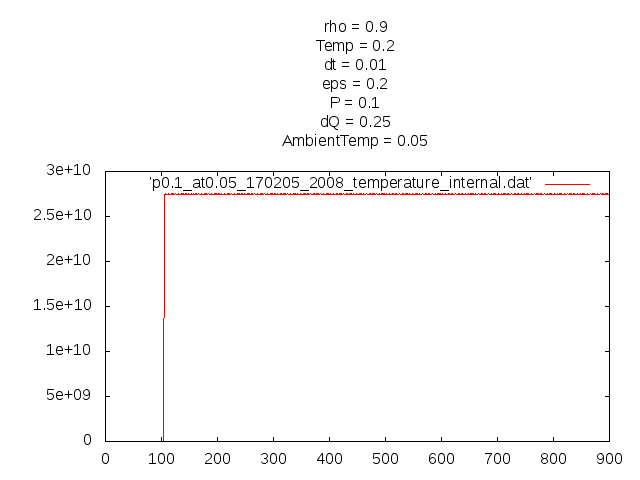 rho = 0.9
Temp = 0.2
dt = 0.01
eps = 0.2
P = 0.1
dQ = 0.25
AmbientTemp = 0.05
3e+10
'p0.1_at0.05_170205_2008_temperature_internal.dat'
2.5e+10
2e+10
1.5e+10
1e+10
5e+09
0
0 100 200 300 400 500 600 700 800 900